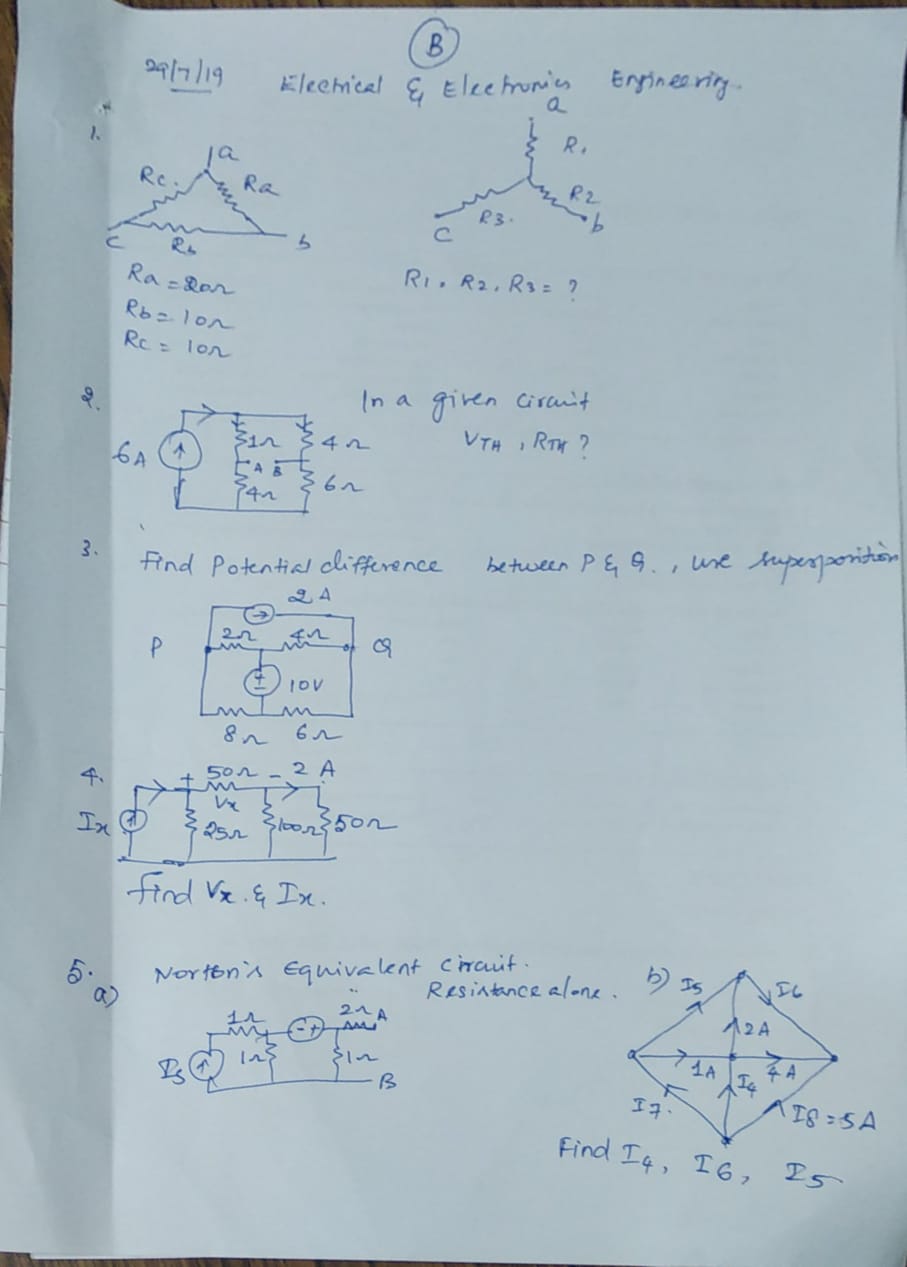 B
29/7/19 Electrical & Electronics Engineering.
1.
a
Rc
Ra
c
Rb
b
a
R1
R2
R3.
c
b
Ra = 20Ω
Rb = 10Ω
Rc = 10Ω
R1, R2, R3 = ?
2.
In a given circuit
VTH, RTH ?
6A
1Ω
4Ω
A B
4Ω
6Ω
3. Find Potential difference between P & Q., use superposition
2 A
P
2Ω
4Ω
Q
10V
8Ω 6Ω
4.
+ 50Ω - 2 A
Vx
Ix
25Ω
100Ω
50Ω
find Vx. & Ix.
5.
a) Norton's Equivalent Circuit.
Resistance alone.
1Ω
- +
2Ω A
Is
1Ω
1Ω
B
b)
I5
I6
2A
1A
I4
4A
I7.
I8 = 5A
Find I4, I6, I5